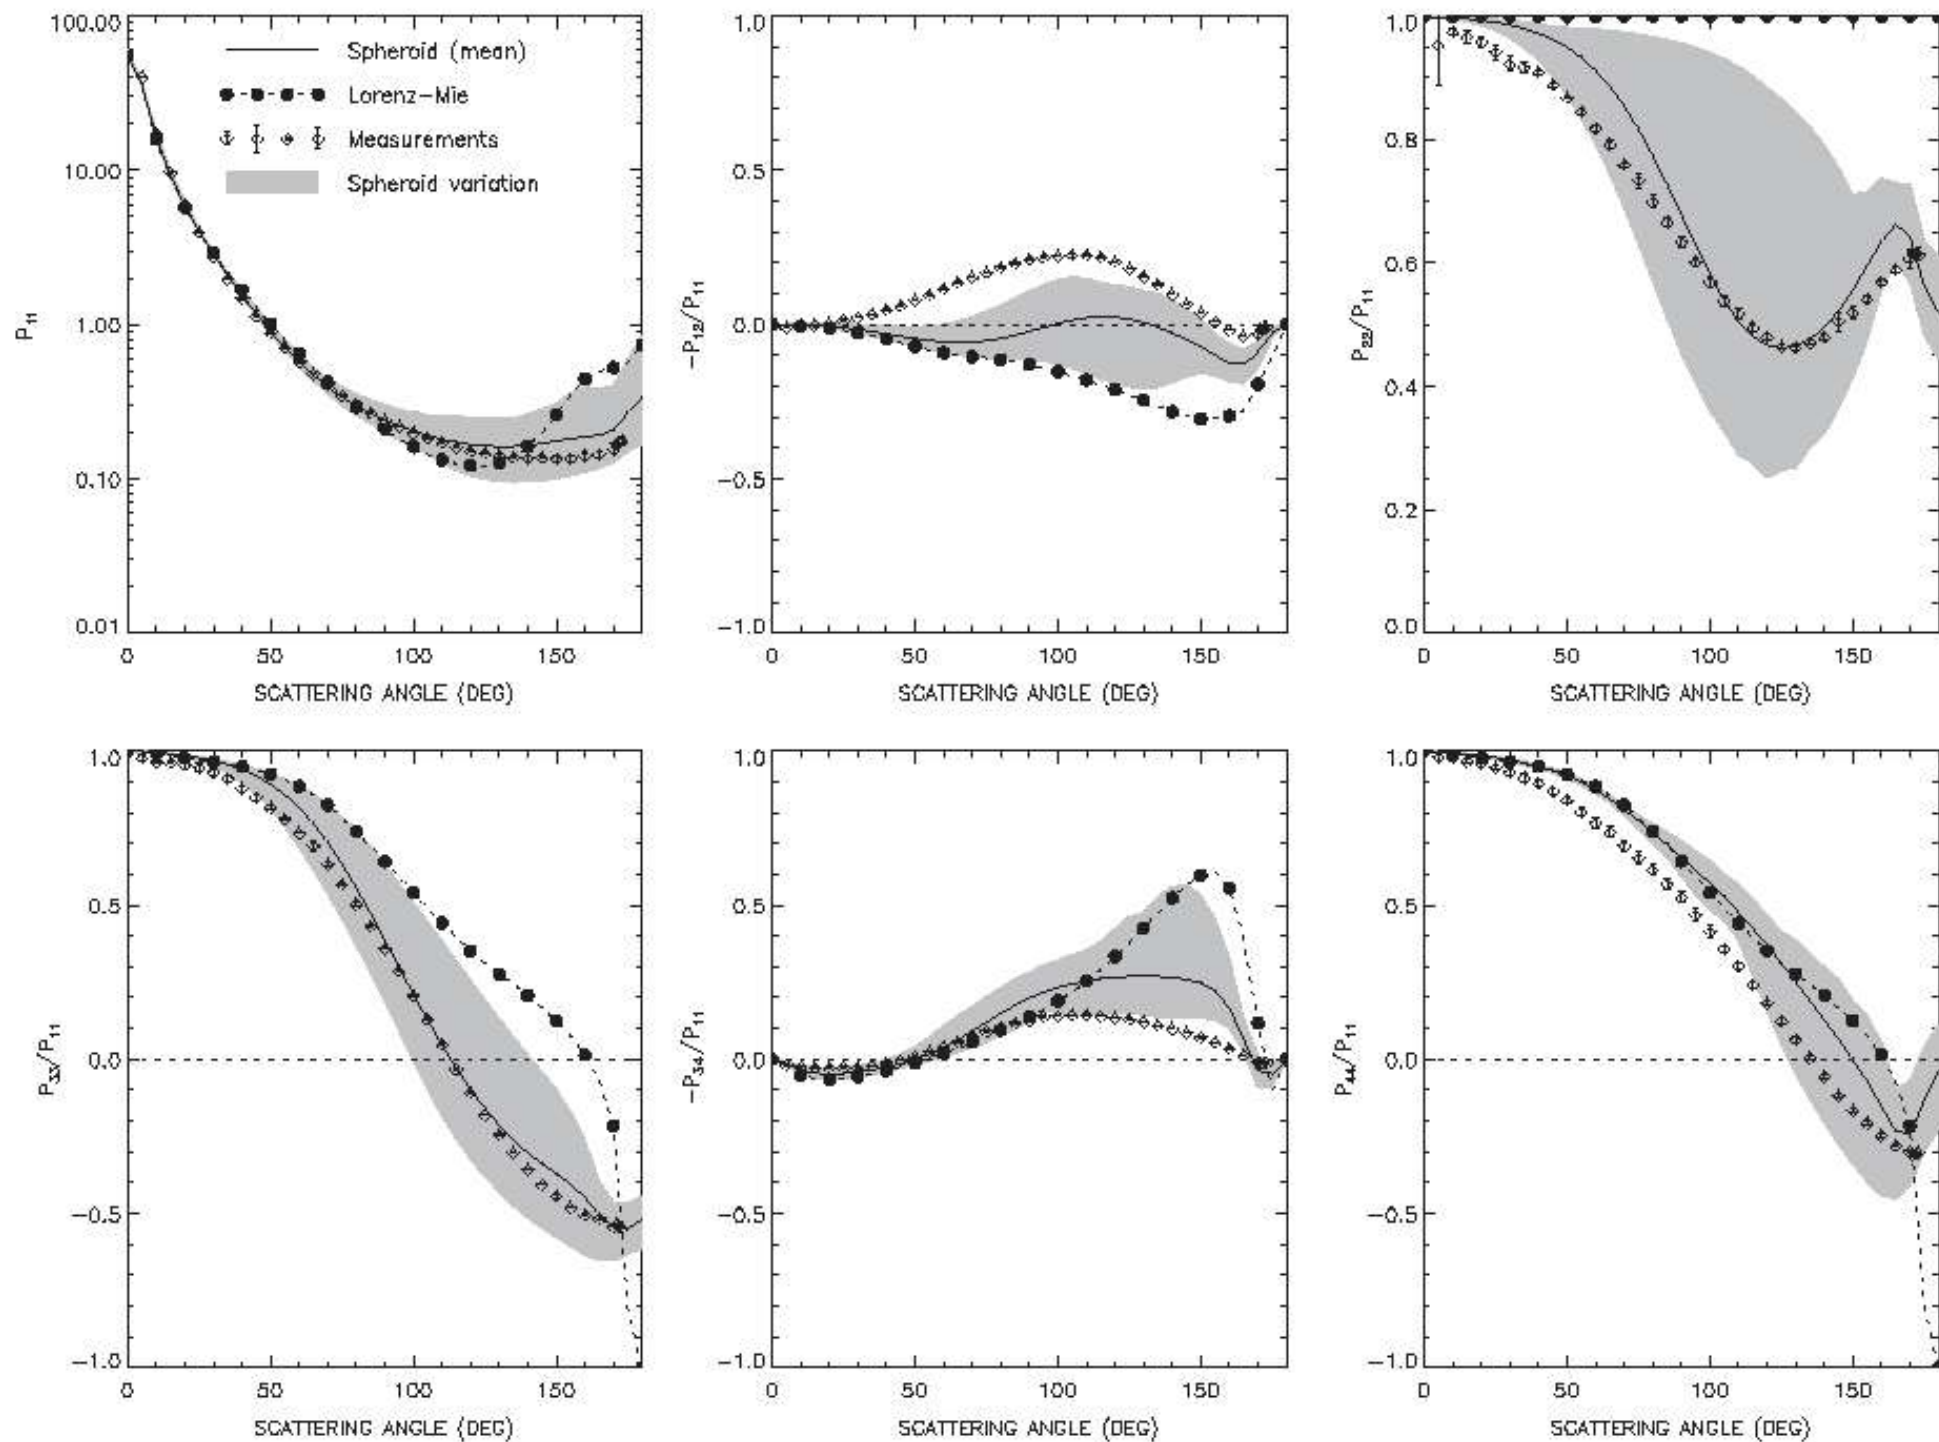 100.00
10.00
1.00
0.10
0.01
P11
Spheroid (mean)
Lorenz-Mie
Measurements
Spheroid variation
0 50 100 150
SCATTERING ANGLE (DEG)
1.0
0.5
0.0
-0.5
-1.0
-P12/P11
0 50 100 150
SCATTERING ANGLE (DEG)
1.0
0.8
0.6
0.4
0.2
0.0
P22/P11
0 50 100 150
SCATTERING ANGLE (DEG)
1.0
0.5
0.0
-0.5
-1.0
P33/P11
0 50 100 150
SCATTERING ANGLE (DEG)
1.0
0.5
0.0
-0.5
-1.0
-P34/P11
0 50 100 150
SCATTERING ANGLE (DEG)
1.0
0.5
0.0
-0.5
-1.0
P44/P11
0 50 100 150
SCATTERING ANGLE (DEG)